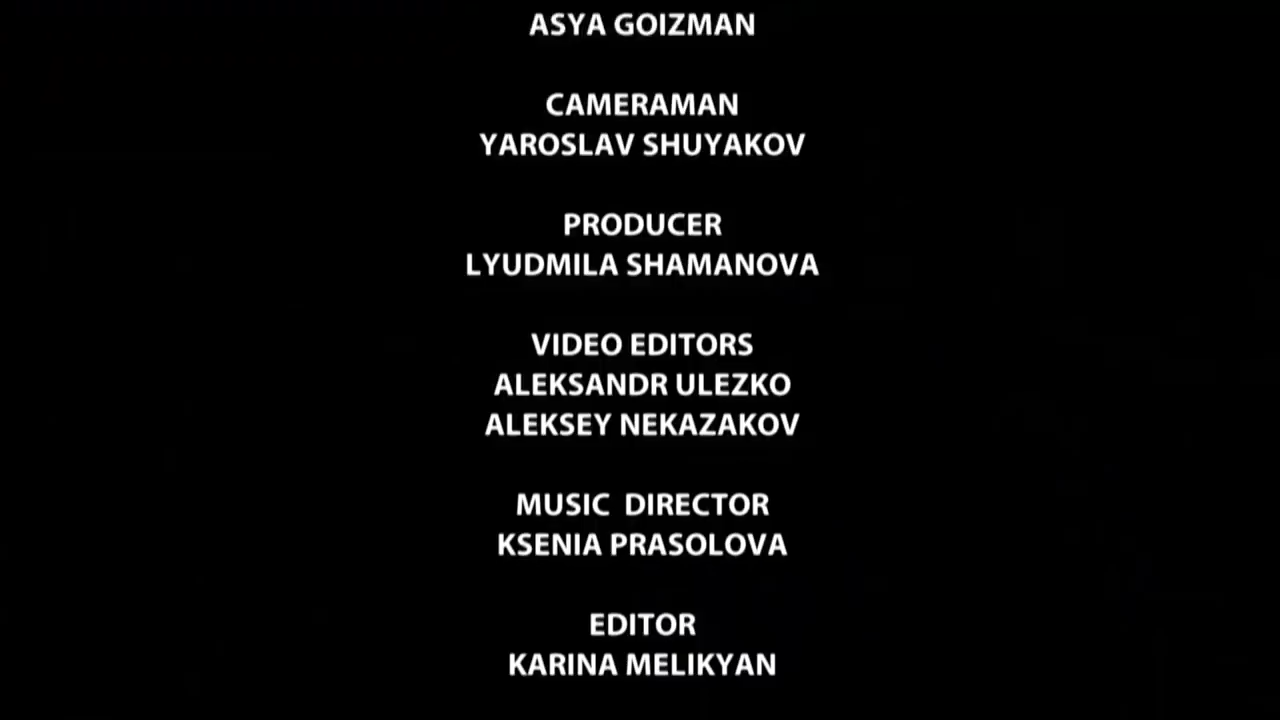 ASYA GOIZMAN
CAMERAMAN
YAROSLAV SHUYAKOV
PRODUCER
LYUDMILA SHAMANOVA
VIDEO EDITORS
ALEKSANDR ULEZKO
ALEKSEY NEKAZAKOV
MUSIC  DIRECTOR
KSENIA PRASOLOVA
EDITOR
KARINA MELIKYAN